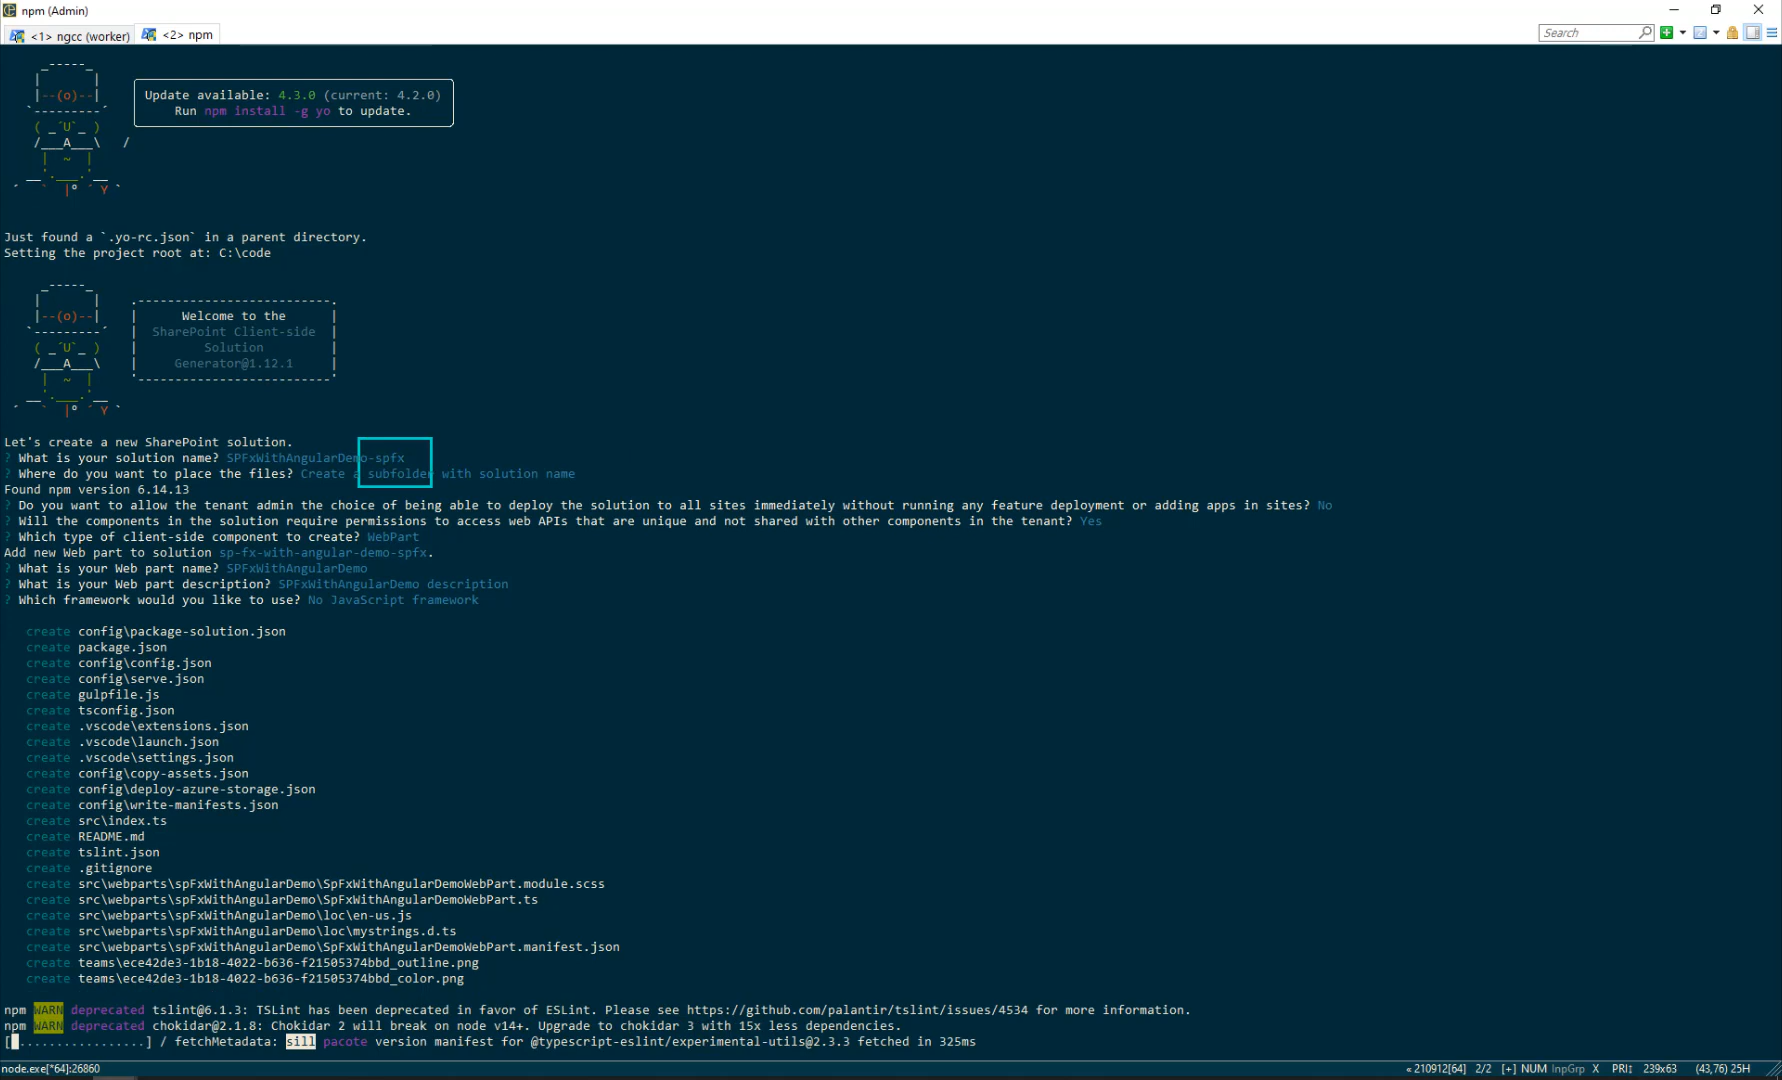 npm (Admin)
<1> ngcc (worker) <2> npm Search
Update available: 4.3.0 (current: 4.2.0)
Run npm install -g yo to update.
Just found a `.yo-rc.json` in a parent directory.
Setting the project root at: C:\code
Welcome to the
SharePoint Client-side
Solution
Generator@1.12.1
Let's create a new SharePoint solution.
? What is your solution name? SPFxWithAngularDemo-spfx
? Where do you want to place the files? Create a subfolder with solution name
Found npm version 6.14.13
? Do you want to allow the tenant admin the choice of being able to deploy the solution to all sites immediately without running any feature deployment or adding apps in sites? No
? Will the components in the solution require permissions to access web APIs that are unique and not shared with other components in the tenant? Yes
? Which type of client-side component to create? WebPart
Add new Web part to solution sp-fx-with-angular-demo-spfx.
? What is your Web part name? SPFxWithAngularDemo
? What is your Web part description? SPFxWithAngularDemo description
? Which framework would you like to use? No JavaScript framework
create config\package-solution.json
create package.json
create config\config.json
create config\serve.json
create gulpfile.js
create tsconfig.json
create .vscode\extensions.json
create .vscode\launch.json
create .vscode\settings.json
create config\copy-assets.json
create config\deploy-azure-storage.json
create config\write-manifests.json
create src\index.ts
create README.md
create tslint.json
create .gitignore
create src\webparts\spFxWithAngularDemo\SpFxWithAngularDemoWebPart.module.scss
create src\webparts\spFxWithAngularDemo\SpFxWithAngularDemoWebPart.ts
create src\webparts\spFxWithAngularDemo\loc\en-us.js
create src\webparts\spFxWithAngularDemo\loc\mystrings.d.ts
create src\webparts\spFxWithAngularDemo\SpFxWithAngularDemoWebPart.manifest.json
create teams\ece42de3-1b18-4022-b636-f21505374bbd_outline.png
create teams\ece42de3-1b18-4022-b636-f21505374bbd_color.png
npm WARN deprecated tslint@6.1.3: TSLint has been deprecated in favor of ESLint. Please see https://github.com/palantir/tslint/issues/4534 for more information.
npm WARN deprecated chokidar@2.1.8: Chokidar 2 will break on node v14+. Upgrade to chokidar 3 with 15x less dependencies.
[ .................] / fetchMetadata: sill pacote version manifest for @typescript-eslint/experimental-utils@2.3.3 fetched in 325ms
node.exe[*64]:26860 « 210912[64] 2/2 [+] NUM InpGrp X PRI↕ 239x63 (43,76) 25H